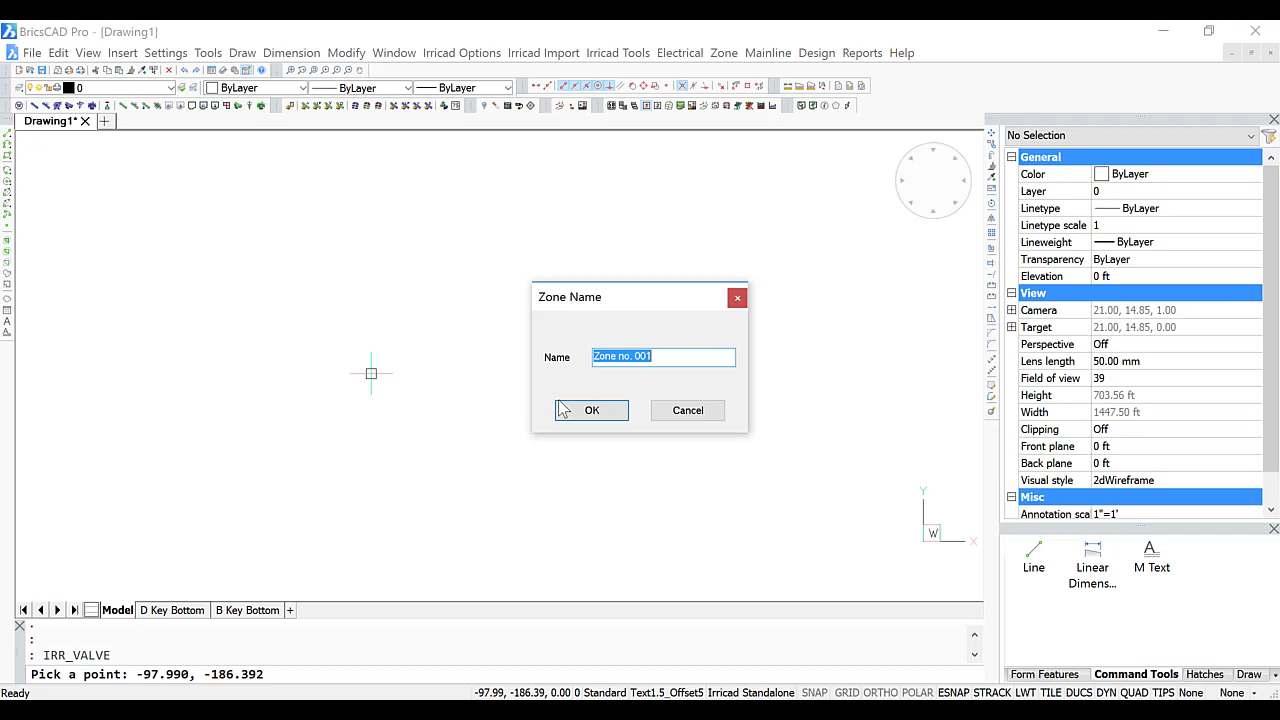 BricsCAD Pro - [Drawing1]
File Edit View Insert Settings Tools Draw Dimension Modify Window Irricad Options Irricad Import Irricad Tools Electrical Zone Mainline Design Reports Help
0 ByLayer ByLayer ByLayer
Drawing1*
No Selection
General
Color ByLayer
Layer 0
Linetype ByLayer
Linetype scale 1
Lineweight ByLayer
Transparency ByLayer
Elevation 0 ft
View
Camera 21.00, 14.85, 1.00
Target 21.00, 14.85, 0.00
Perspective Off
Lens length 50.00 mm
Field of view 39
Height 703.56 ft
Width 1447.50 ft
Clipping Off
Front plane 0 ft
Back plane 0 ft
Visual style 2dWireframe
Misc
Annotation sca 1"=1'
Zone Name
Name Zone no. 001
OK Cancel
Y
W
X
Line Linear Dimens... M Text
Model D Key Bottom B Key Bottom +
:
:
: IRR_VALVE
Pick a point: -97.990, -186.392
Form Features Command Tools Hatches Draw
Ready -97.99, -186.39, 0.00 0 Standard Text1.5_Offset5 Irricad Standalone SNAP GRID ORTHO POLAR ESNAP STRACK LWT TILE DUCS DYN QUAD TIPS None None